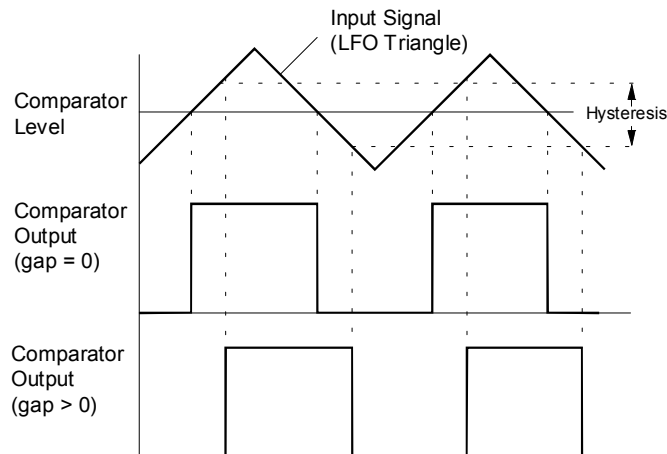 Input Signal
(LFO Triangle)
Comparator
Level
Hysteresis
Comparator
Output
(gap = 0)
Comparator
Output
(gap > 0)